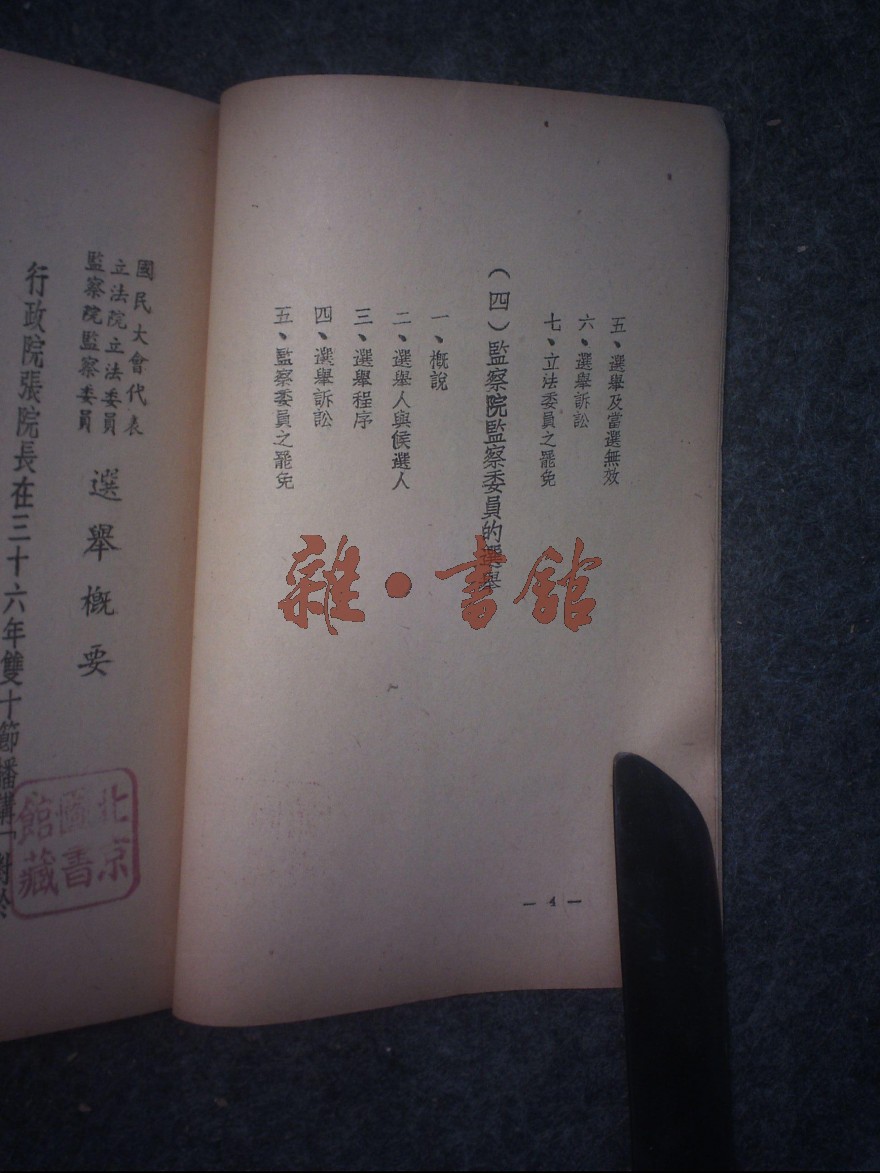 五、選舉及當選無效
六、選舉訴訟
七、立法委員之罷免
（四）監察院監察委員的選舉
一、概說
二、選舉人與侯選人
三、選舉程序
四、選舉訴訟
五、監察委員之罷免
— 4 —
雜·書館
國民大會代表
立法院立法委員
監察院監察委員
選舉概要
行政院張院長在三十六年雙十節播講「對於
北京
圖書
館藏